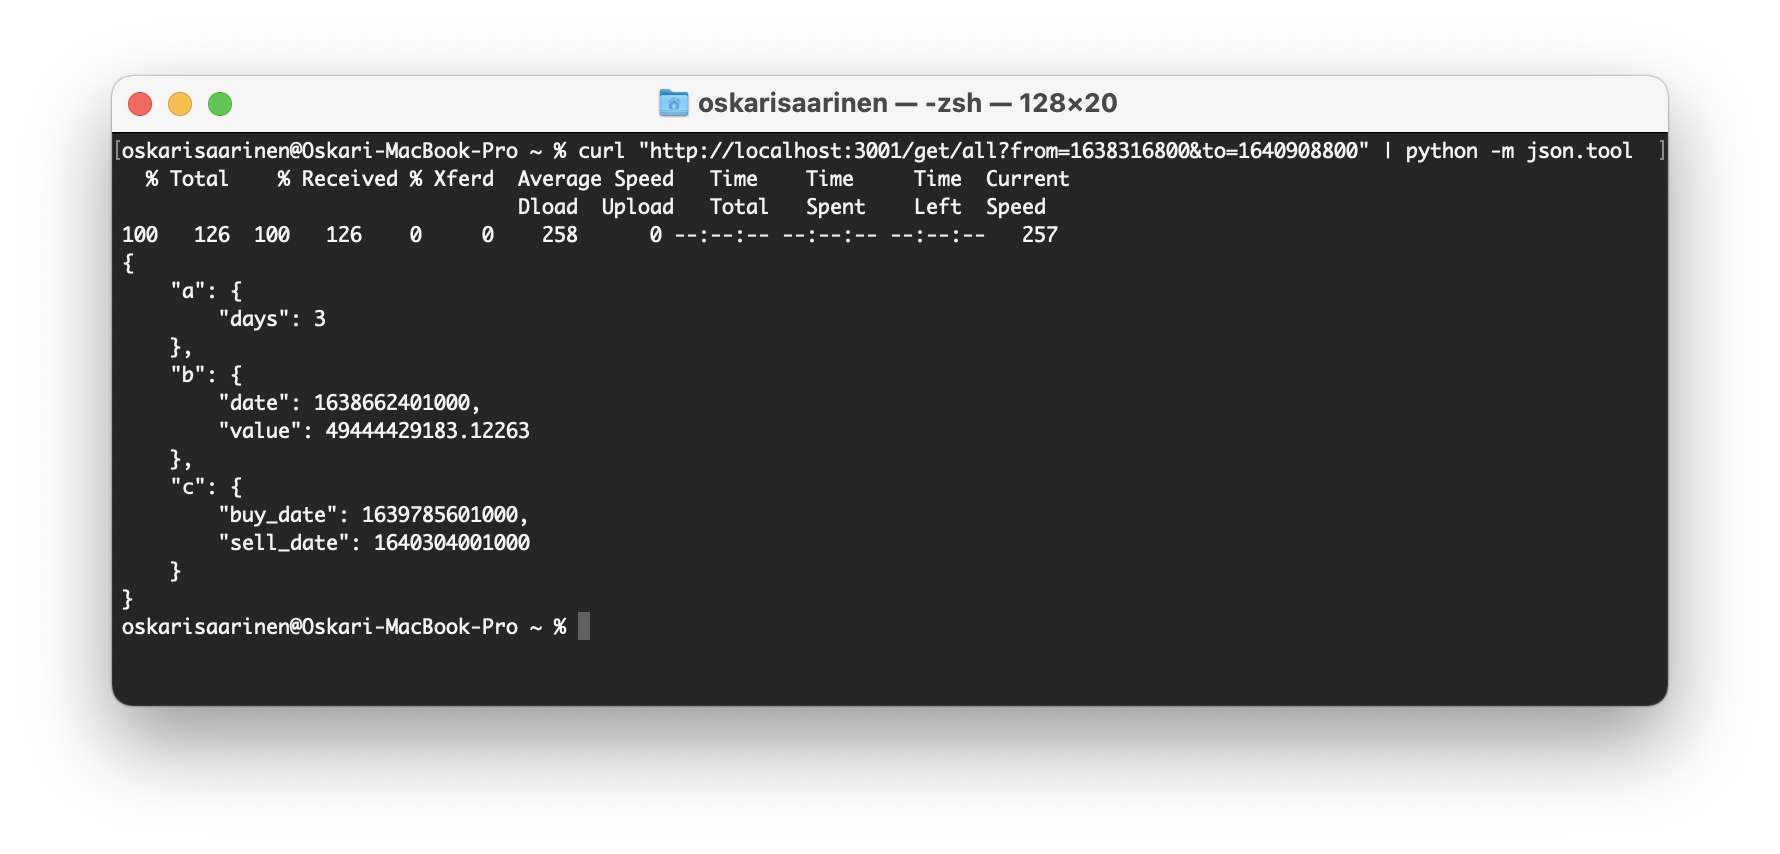 oskarisaarinen — -zsh — 128×20
[oskarisaarinen@Oskari-MacBook-Pro ~ % curl "http://localhost:3001/get/all?from=1638316800&to=1640908800" | python -m json.tool  ]
  % Total    % Received % Xferd  Average Speed   Time    Time     Time  Current
                                 Dload  Upload   Total   Spent    Left  Speed
100   126  100   126    0     0    258      0 --:--:-- --:--:-- --:--:--   257
{
    "a": {
        "days": 3
    },
    "b": {
        "date": 1638662401000,
        "value": 49444429183.12263
    },
    "c": {
        "buy_date": 1639785601000,
        "sell_date": 1640304001000
    }
}
oskarisaarinen@Oskari-MacBook-Pro ~ %